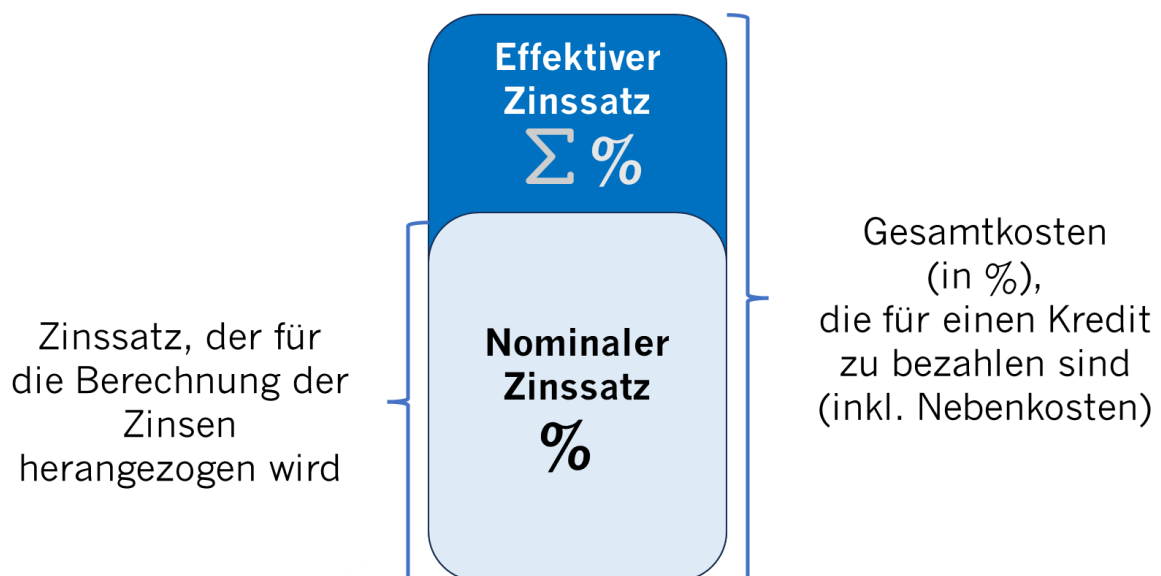 Effektiver
Zinssatz
Σ %
Nominaler
Zinssatz
%
Zinssatz, der für
die Berechnung der
Zinsen
herangezogen wird
Gesamtkosten
(in %),
die für einen Kredit
zu bezahlen sind
(inkl. Nebenkosten)